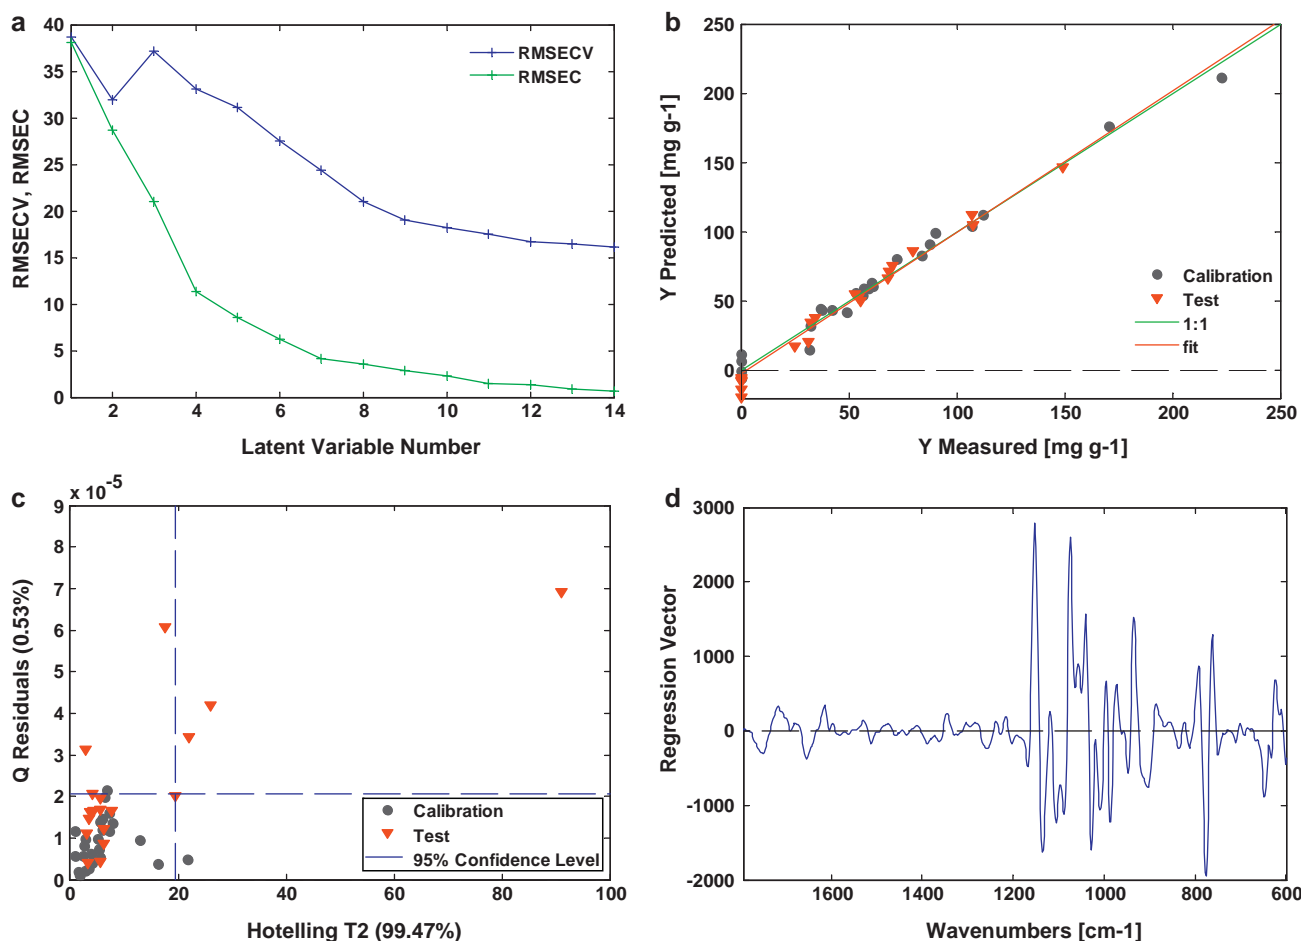 a
40
35
30
25
20
15
10
5
0
2 4 6 8 10 12 14
RMSECV, RMSEC
Latent Variable Number
RMSECV
RMSEC
b
250
200
150
100
50
0
0 50 100 150 200 250
Y Predicted [mg g-1]
Y Measured [mg g-1]
Calibration
Test
1:1
fit
c
x 10-5
9
8
7
6
5
4
3
2
1
0
0 20 40 60 80 100
Q Residuals (0.53%)
Hotelling T2 (99.47%)
Calibration
Test
95% Confidence Level
d
3000
2000
1000
0
-1000
-2000
1600 1400 1200 1000 800 600
Regression Vector
Wavenumbers [cm-1]